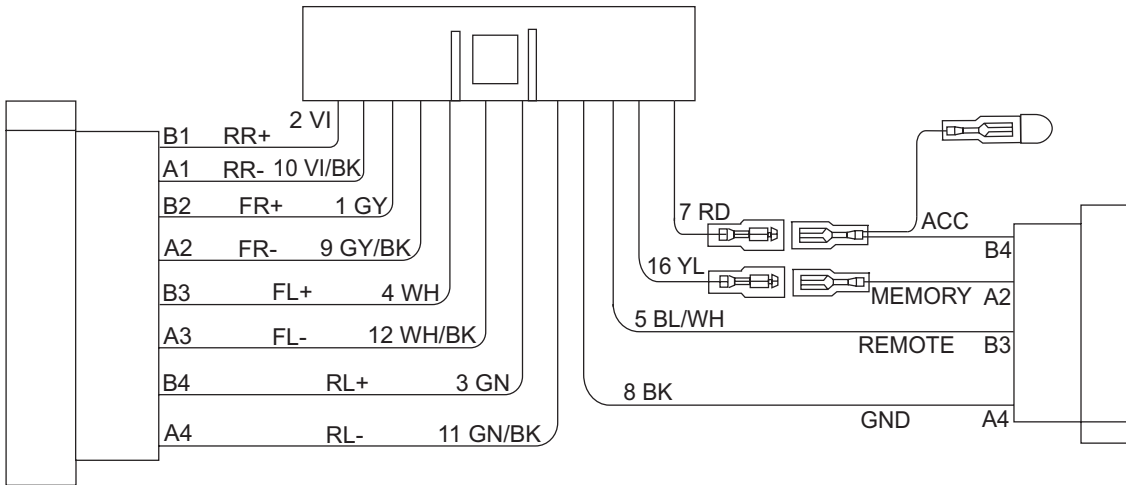 B1 RR+ 2 VI
A1 RR- 10 VI/BK
B2 FR+ 1 GY
A2 FR- 9 GY/BK
B3 FL+ 4 WH
A3 FL- 12 WH/BK
B4 RL+ 3 GN
A4 RL- 11 GN/BK
7 RD ACC B4
16 YL MEMORY A2
5 BL/WH REMOTE B3
8 BK GND A4